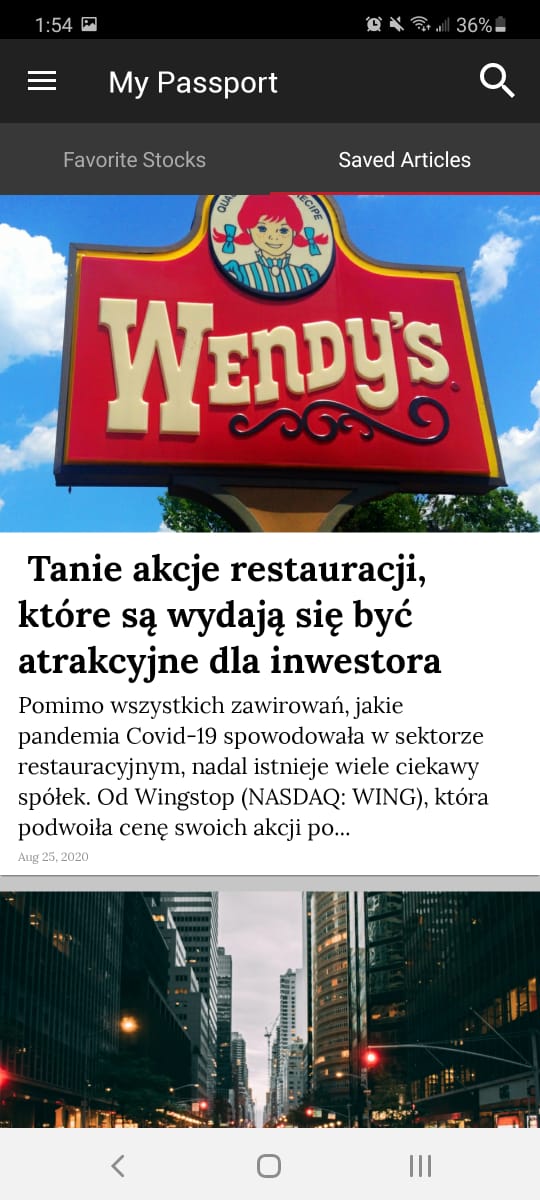 1:54
36%
My Passport
Favorite Stocks
Saved Articles
RECIPE
WENDY'S
Tanie akcje restauracji,
które są wydają się być
atrakcyjne dla inwestora
Pomimo wszystkich zawirowań, jakie
pandemia Covid-19 spowodowała w sektorze
restauracyjnym, nadal istnieje wiele ciekawy
spółek. Od Wingstop (NASDAQ: WING), która
podwoiła cenę swoich akcji po...
Aug 25, 2020